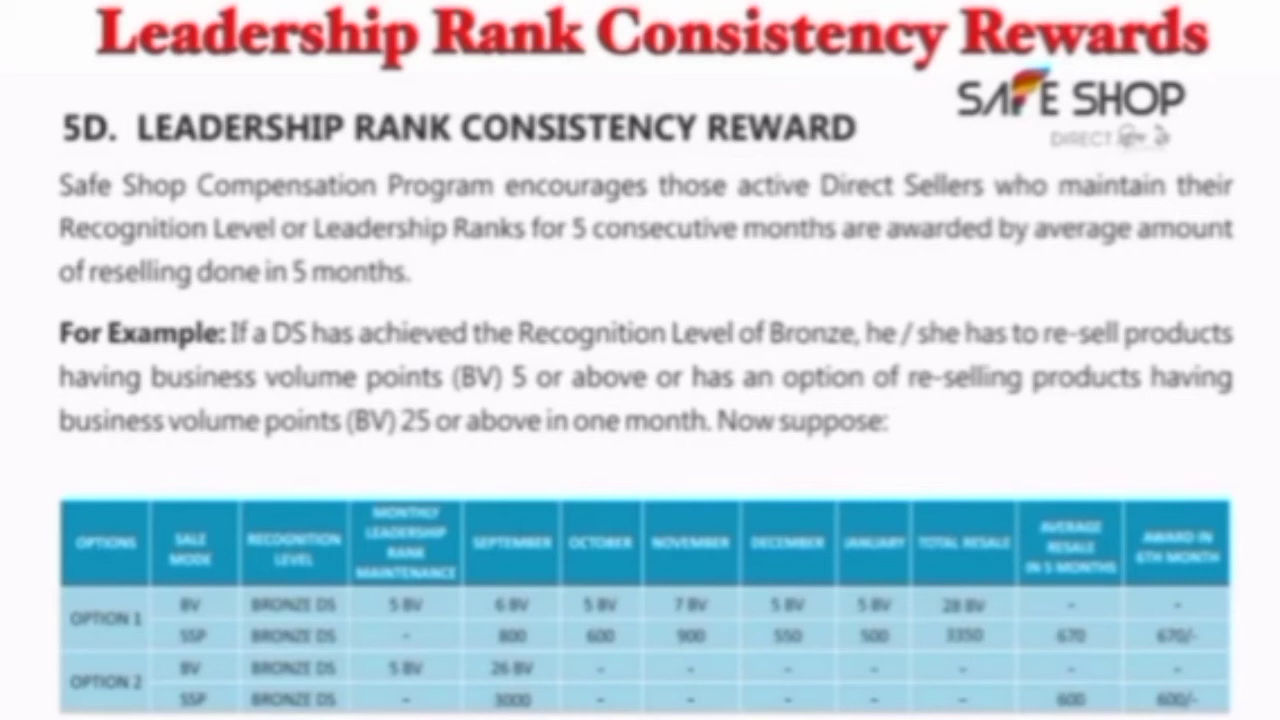 Leadership Rank Consistency Rewards
SAFE SHOP
DIRECT
5D. LEADERSHIP RANK CONSISTENCY REWARD
Safe Shop Compensation Program encourages those active Direct Sellers who maintain their
Recognition Level or Leadership Ranks for 5 consecutive months are awarded by average amount
of reselling done in 5 months.
For Example: If a DS has achieved the Recognition Level of Bronze, he / she has to re-sell products
having business volume points (BV) 5 or above or has an option of re-selling products having
business volume points (BV) 25 or above in one month. Now suppose:
OPTIONS SALE MODE RECOGNITION LEVEL MONTHLY LEADERSHIP RANK MAINTENANCE SEPTEMBER OCTOBER NOVEMBER DECEMBER JANUARY TOTAL RESALE AVERAGE RESALE IN 5 MONTHS AWARD IN 6TH MONTH
OPTION 1 BV BRONZE DS 5 BV 6 BV 5 BV 7 BV 5 BV 5 BV 28 BV - -
SSP BRONZE DS - 800 600 900 550 500 3350 670 670/-
OPTION 2 BV BRONZE DS 5 BV 26 BV - - - - - - -
SSP BRONZE DS - 3000 - - - - - 600 600/-